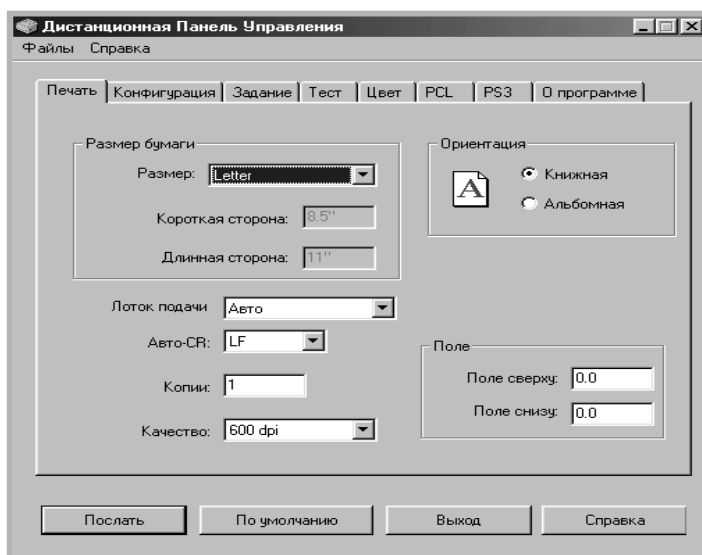 Дистанционная Панель Управления
Файлы Справка
Печать Конфигурация Задание Тест Цвет PCL PS3 О программе
Размер бумаги
Размер: Letter
Короткая сторона: 8.5"
Длинная сторона: 11"
Ориентация
A
Книжная
Альбомная
Лоток подачи Авто
Авто-CR: LF
Копии: 1
Качество: 600 dpi
Поле
Поле сверху: 0.0
Поле снизу: 0.0
Послать По умолчанию Выход Справка